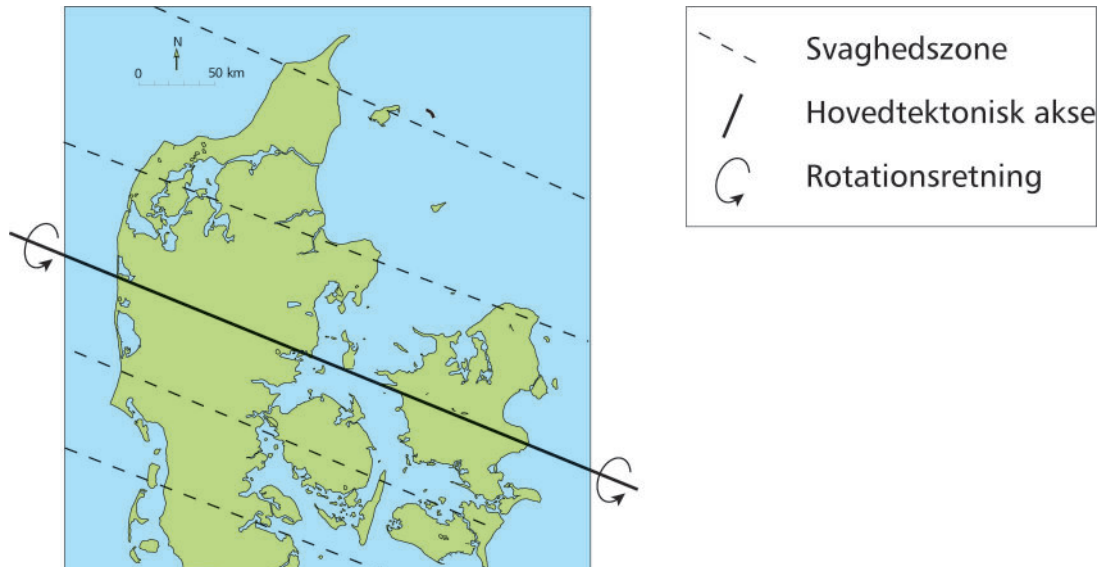 N
0 50 km
Svaghedszone
Hovedtektonisk akse
Rotationsretning